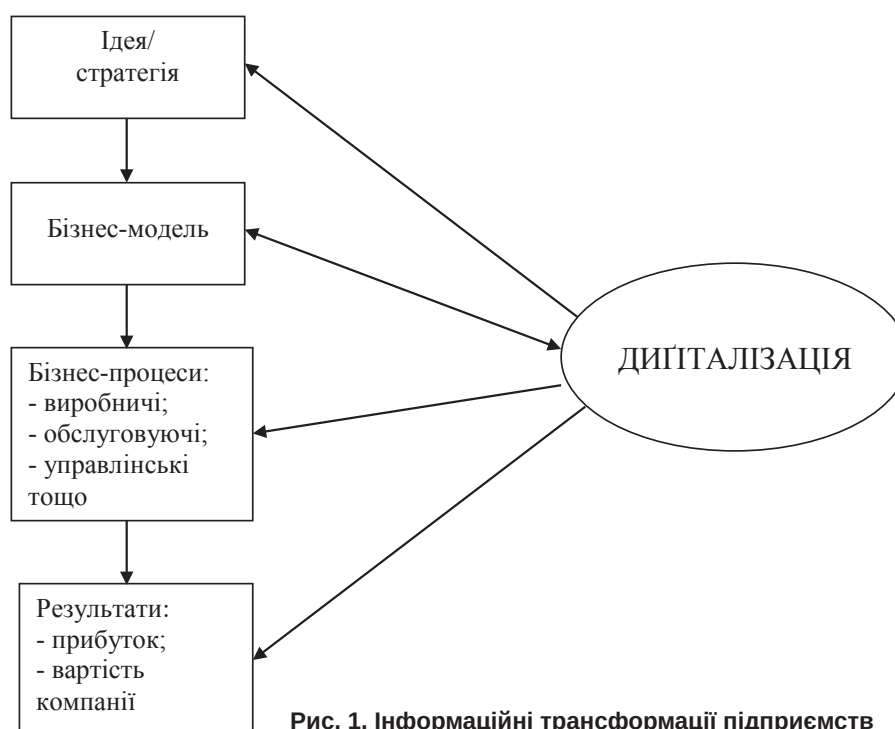 Ідея/
стратегія
Бізнес-модель
Бізнес-процеси:
- виробничі;
- обслуговуючі;
- управлінські
тощо
Результати:
- прибуток;
- вартість
компанії
ДИҐІТАЛІЗАЦІЯ
Рис. 1. Інформаційні трансформації підприємств